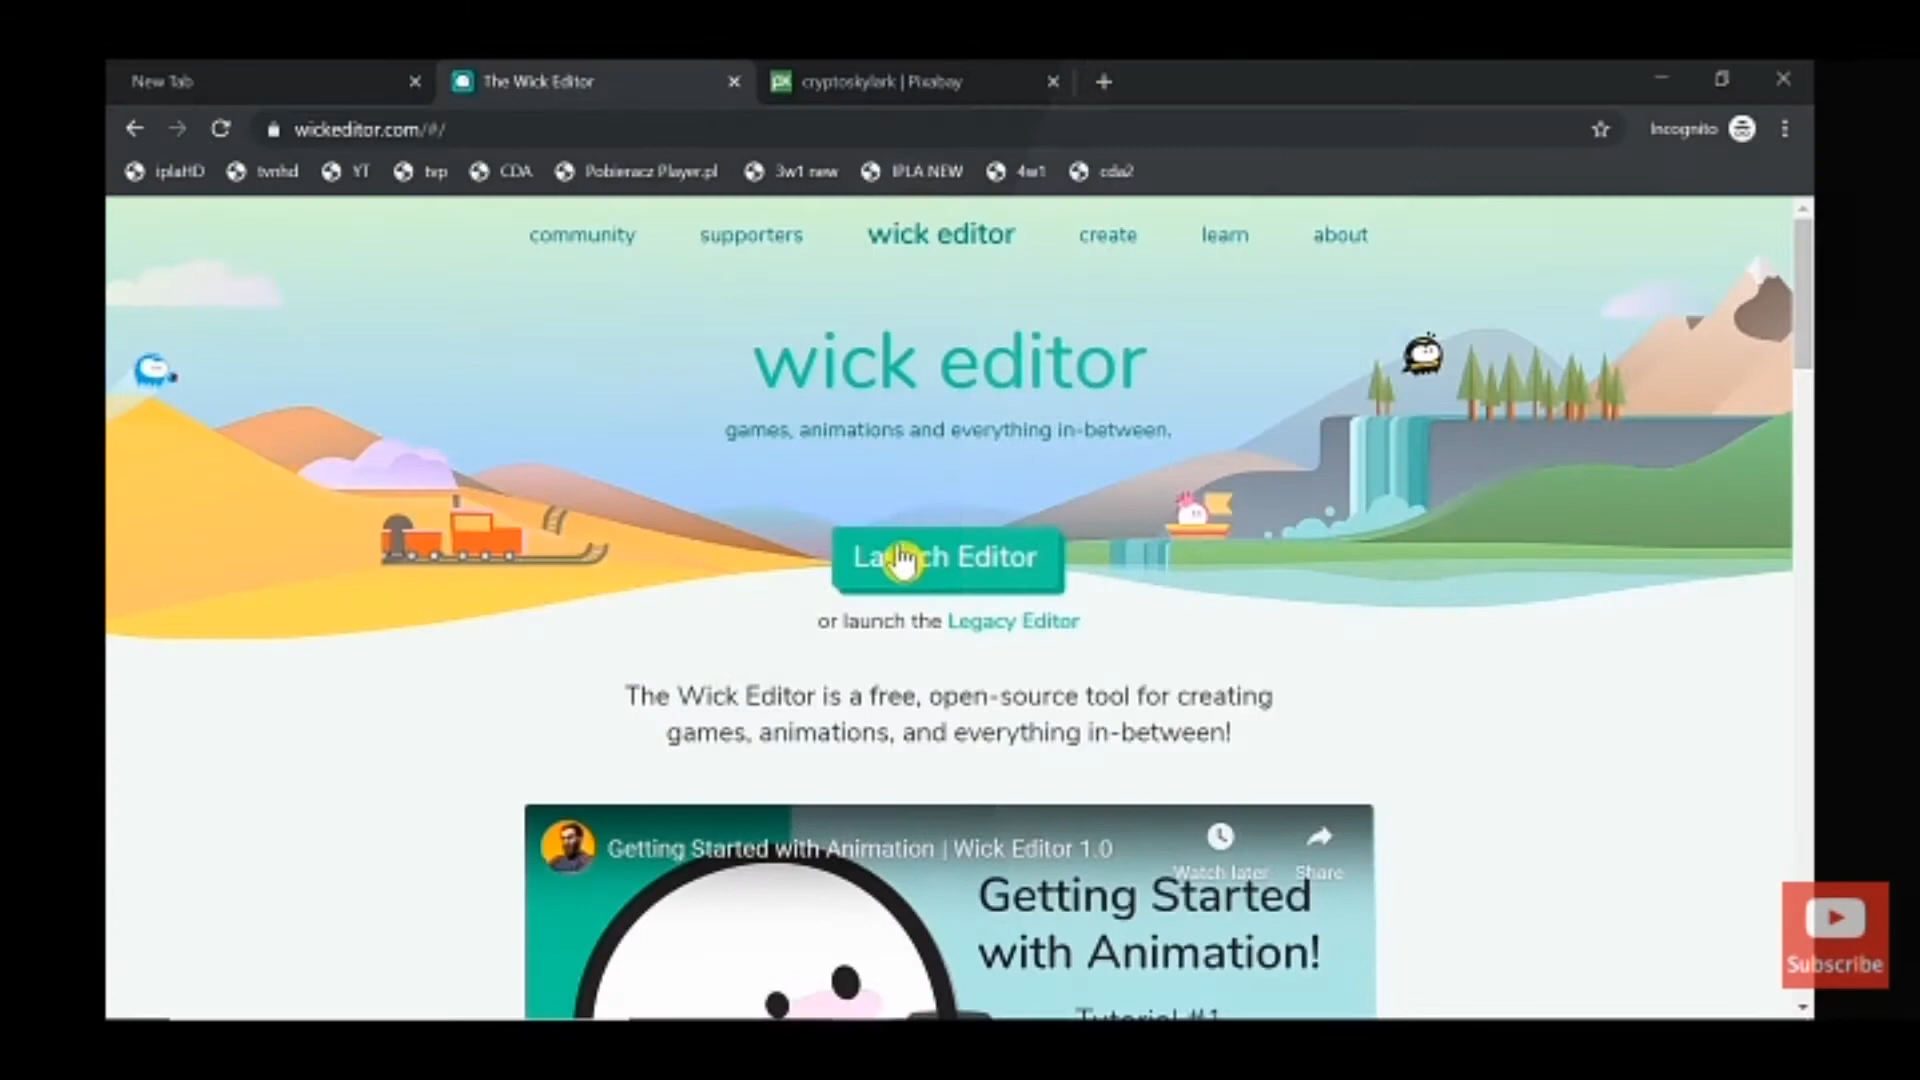 New Tab
The Wick Editor
cryptoskylark | Pixabay
wickeditor.com/#/
Incognito
iplaHD
tvnhd
YT
tvp
CDA
Pobieracz Player.pl
3w1 new
IPLA NEW
4w1
cda2
community
supporters
wick editor
create
learn
about
wick editor
games, animations and everything in-between.
Launch Editor
or launch the Legacy Editor
The Wick Editor is a free, open-source tool for creating
games, animations, and everything in-between!
Getting Started with Animation | Wick Editor 1.0
Watch later
Share
Getting Started
with Animation!
Tutorial #1
Subscribe